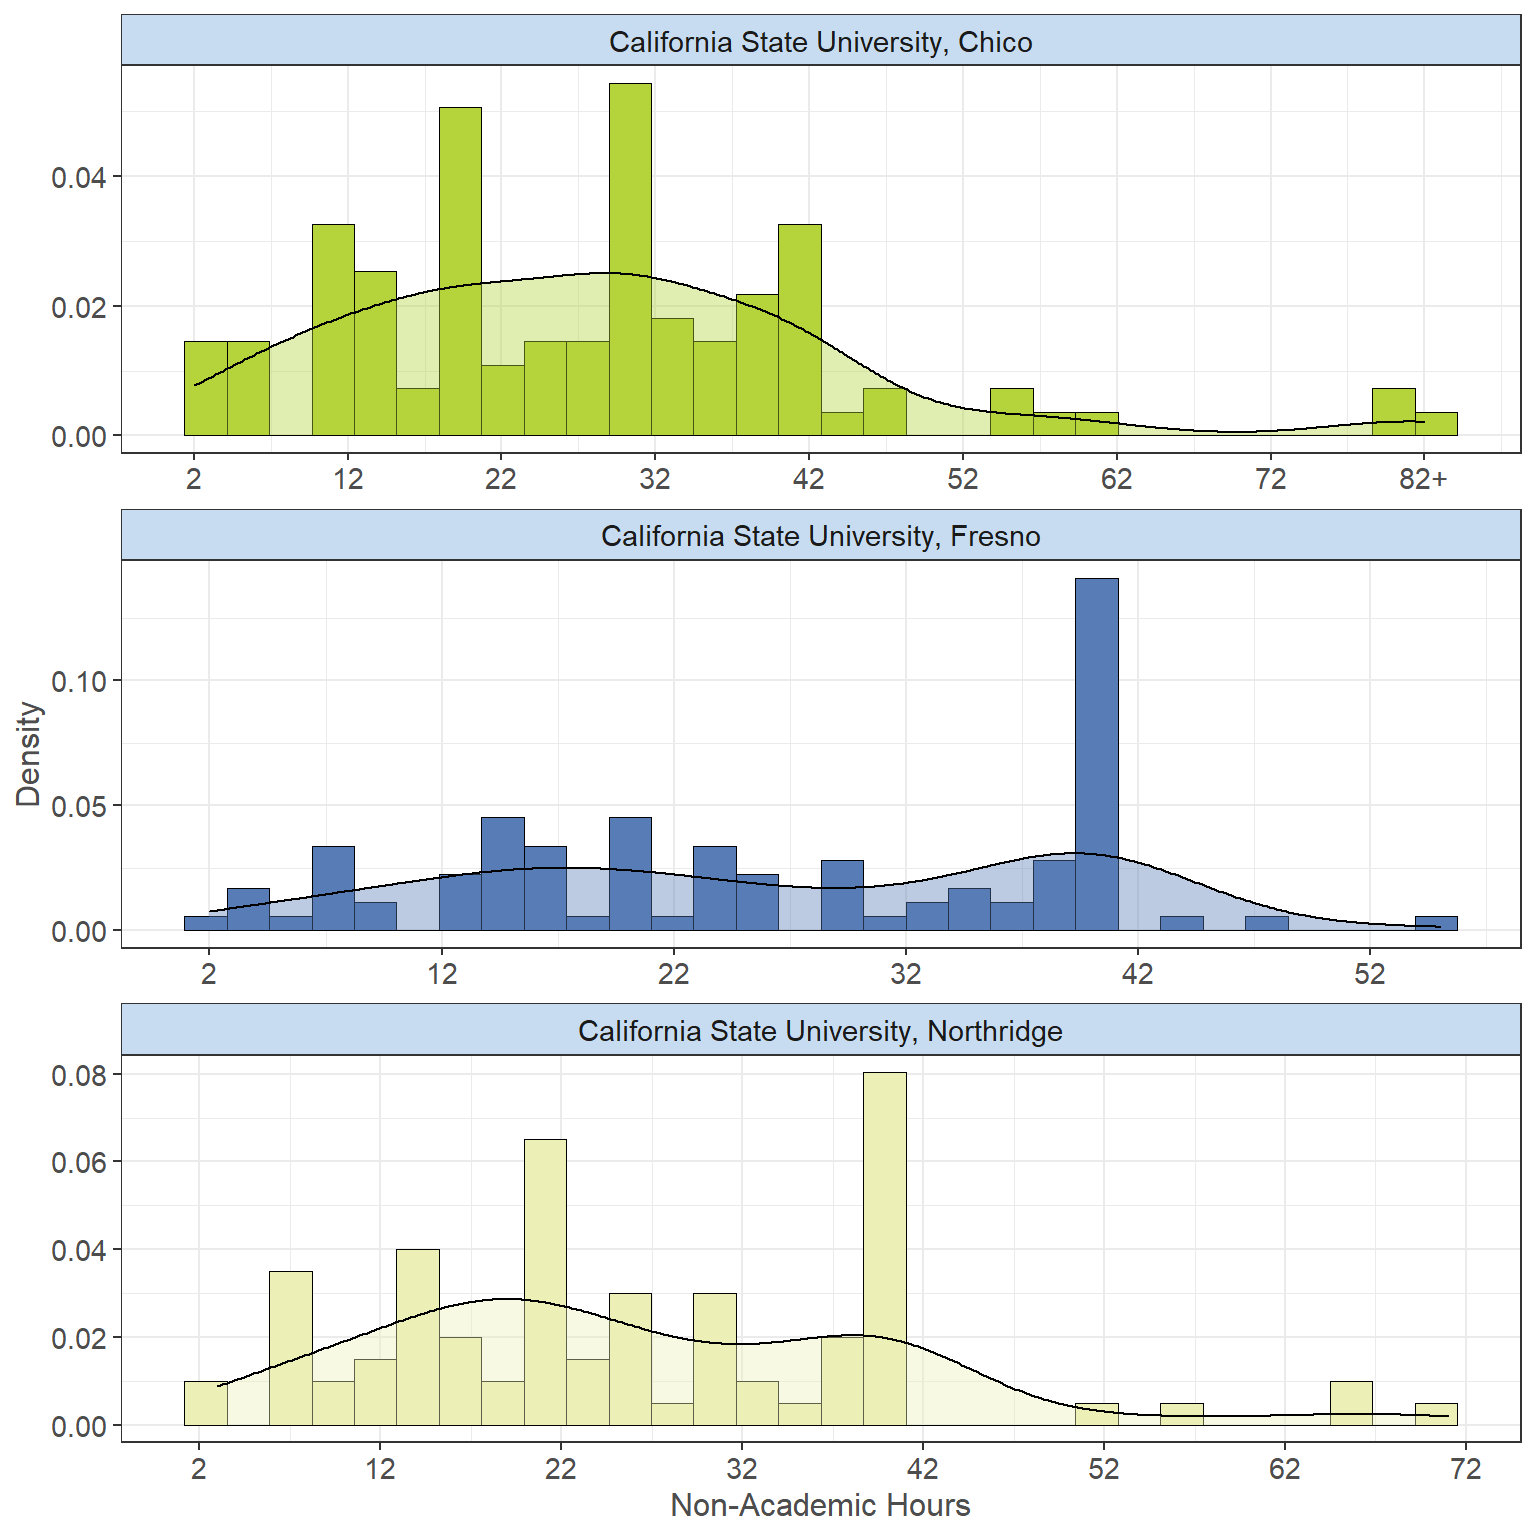 California State University, Chico
0.04
0.02
0.00
2 12 22 32 42 52 62 72 82+
California State University, Fresno
0.10
0.05
0.00
2 12 22 32 42 52
Density
California State University, Northridge
0.08
0.06
0.04
0.02
0.00
2 12 22 32 42 52 62 72
Non-Academic Hours